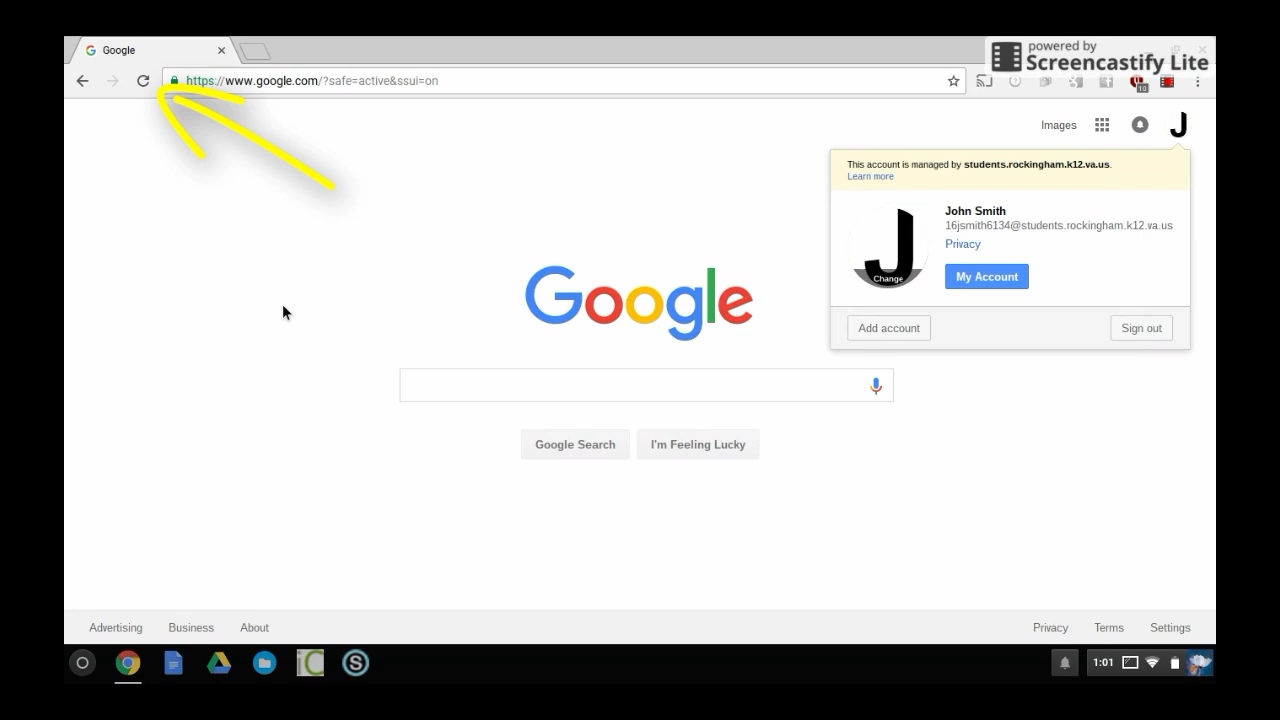 Google
powered by
Screencastify Lite
https://www.google.com/?safe=active&ssui=on
10
Images
J
This account is managed by students.rockingham.k12.va.us.
Learn more
John Smith
16jsmith6134@students.rockingham.k12.va.us
Privacy
J
Change
My Account
Add account
Sign out
Google
Google Search
I'm Feeling Lucky
Advertising
Business
About
Privacy
Terms
Settings
iC
S
1:01